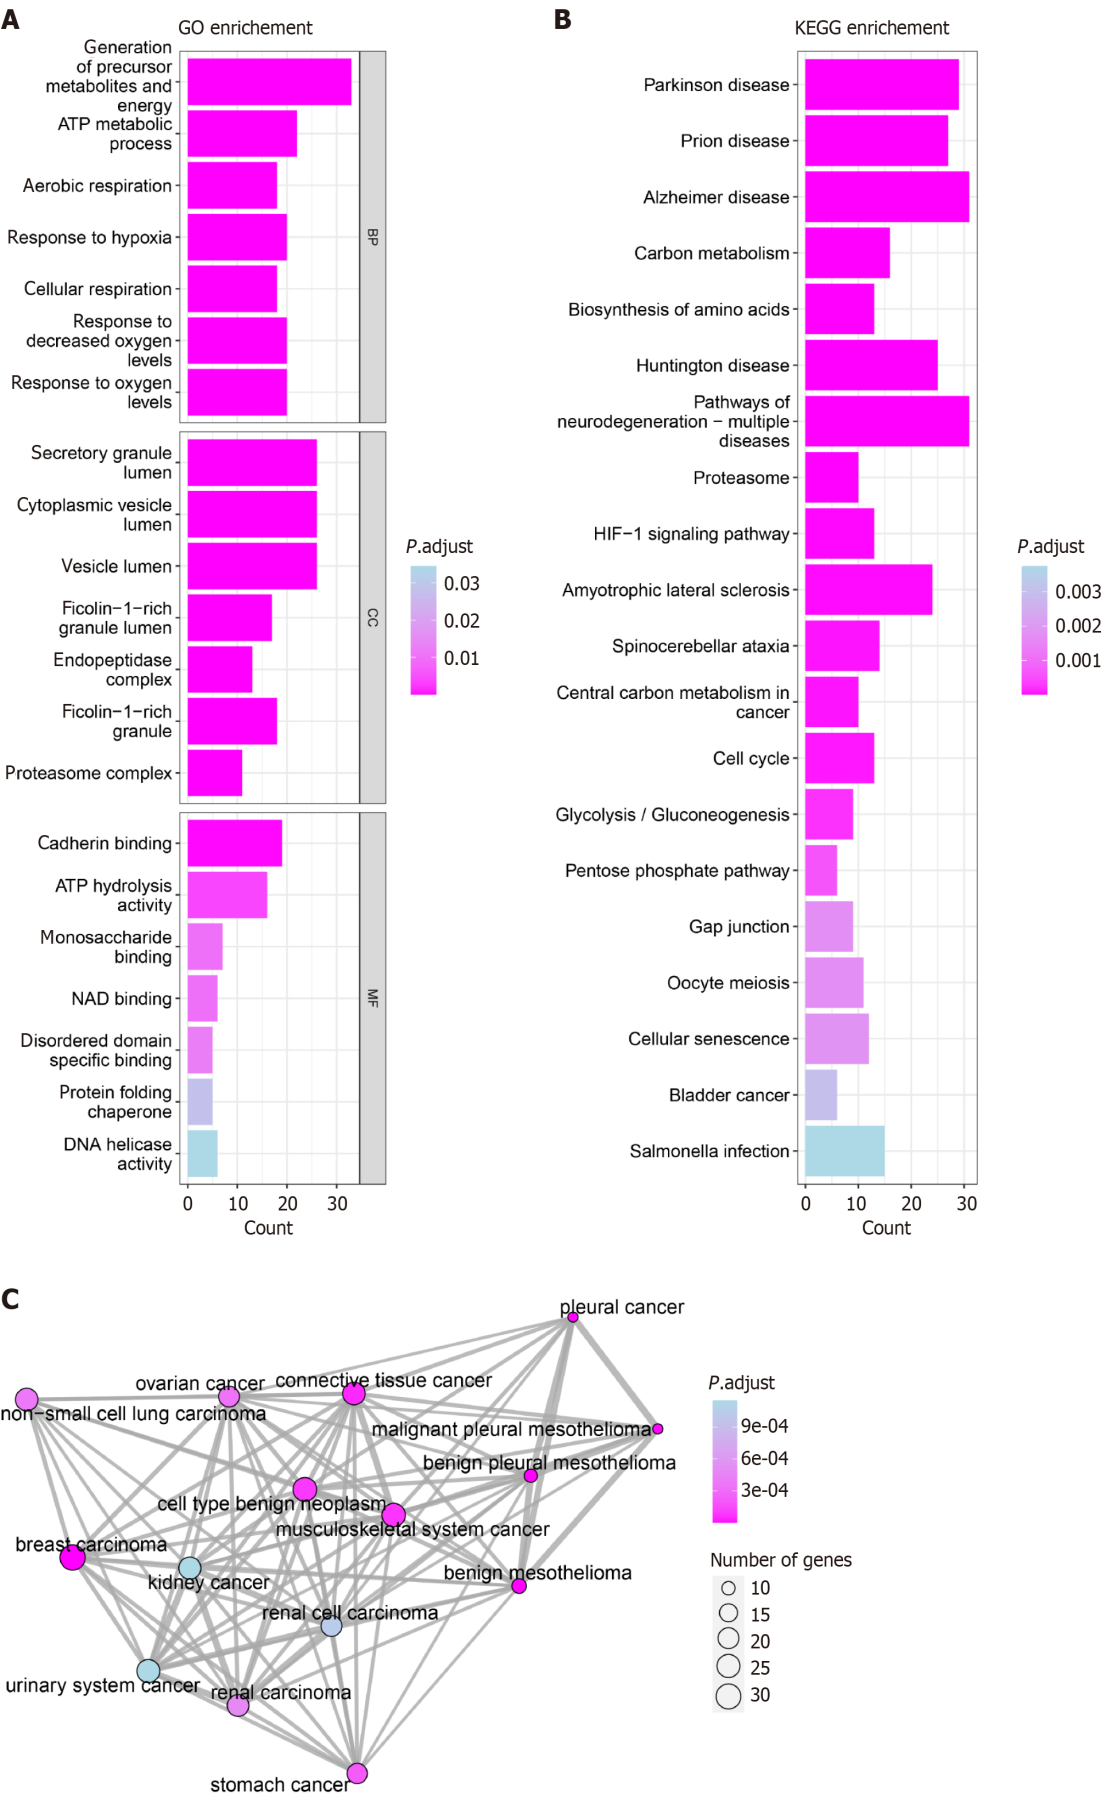 A
GO enrichement
Generation
of precursor
metabolites and
energy
ATP metabolic
process
Aerobic respiration
Response to hypoxia
Cellular respiration
Response to
decreased oxygen
levels
Response to oxygen
levels
BP
Secretory granule
lumen
Cytoplasmic vesicle
lumen
Vesicle lumen
Ficolin−1−rich
granule lumen
Endopeptidase
complex
Ficolin−1−rich
granule
Proteasome complex
CC
Cadherin binding
ATP hydrolysis
activity
Monosaccharide
binding
NAD binding
Disordered domain
specific binding
Protein folding
chaperone
DNA helicase
activity
MF
0 10 20 30
Count
P.adjust
0.03
0.02
0.01
B
KEGG enrichement
Parkinson disease
Prion disease
Alzheimer disease
Carbon metabolism
Biosynthesis of amino acids
Huntington disease
Pathways of
neurodegeneration − multiple
diseases
Proteasome
HIF−1 signaling pathway
Amyotrophic lateral sclerosis
Spinocerebellar ataxia
Central carbon metabolism in
cancer
Cell cycle
Glycolysis / Gluconeogenesis
Pentose phosphate pathway
Gap junction
Oocyte meiosis
Cellular senescence
Bladder cancer
Salmonella infection
0 10 20 30
Count
P.adjust
0.003
0.002
0.001
C
pleural cancer
ovarian cancer
connective tissue cancer
non−small cell lung carcinoma
malignant pleural mesothelioma
benign pleural mesothelioma
cell type benign neoplasm
musculoskeletal system cancer
breast carcinoma
kidney cancer
benign mesothelioma
renal cell carcinoma
urinary system cancer
renal carcinoma
stomach cancer
P.adjust
9e-04
6e-04
3e-04
Number of genes
10
15
20
25
30